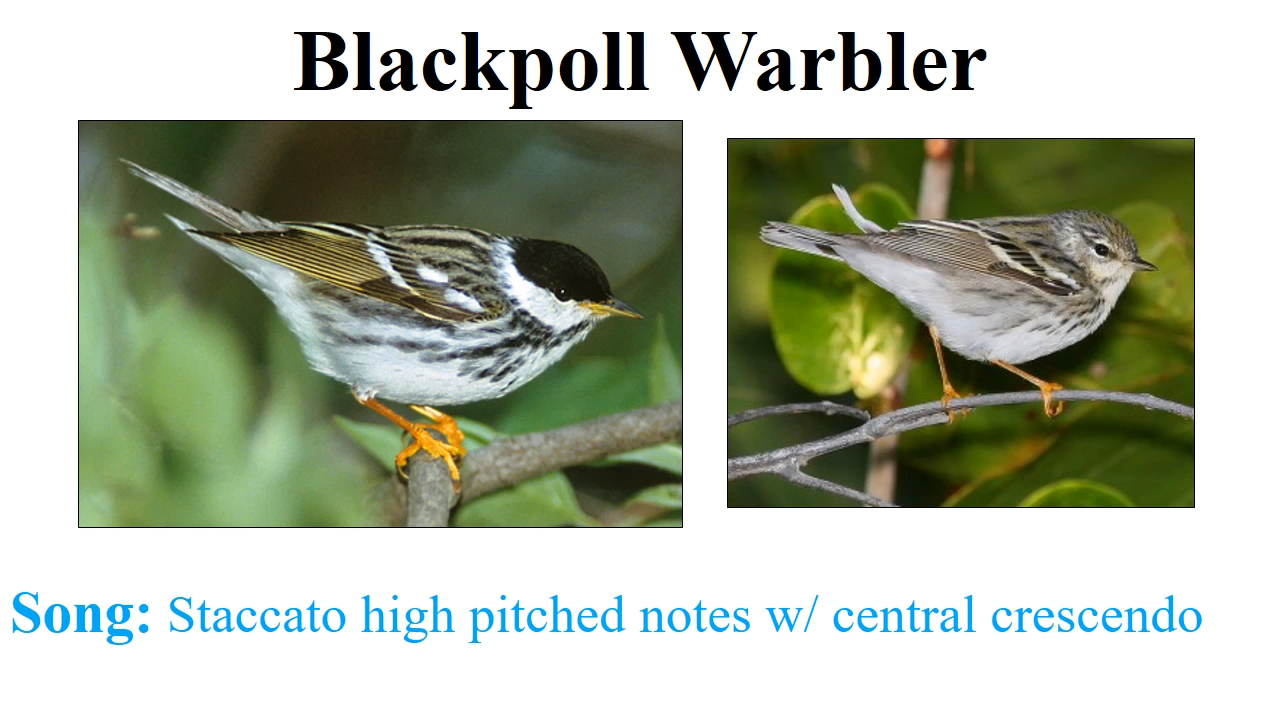 Blackpoll Warbler
Song: Staccato high pitched notes w/ central crescendo